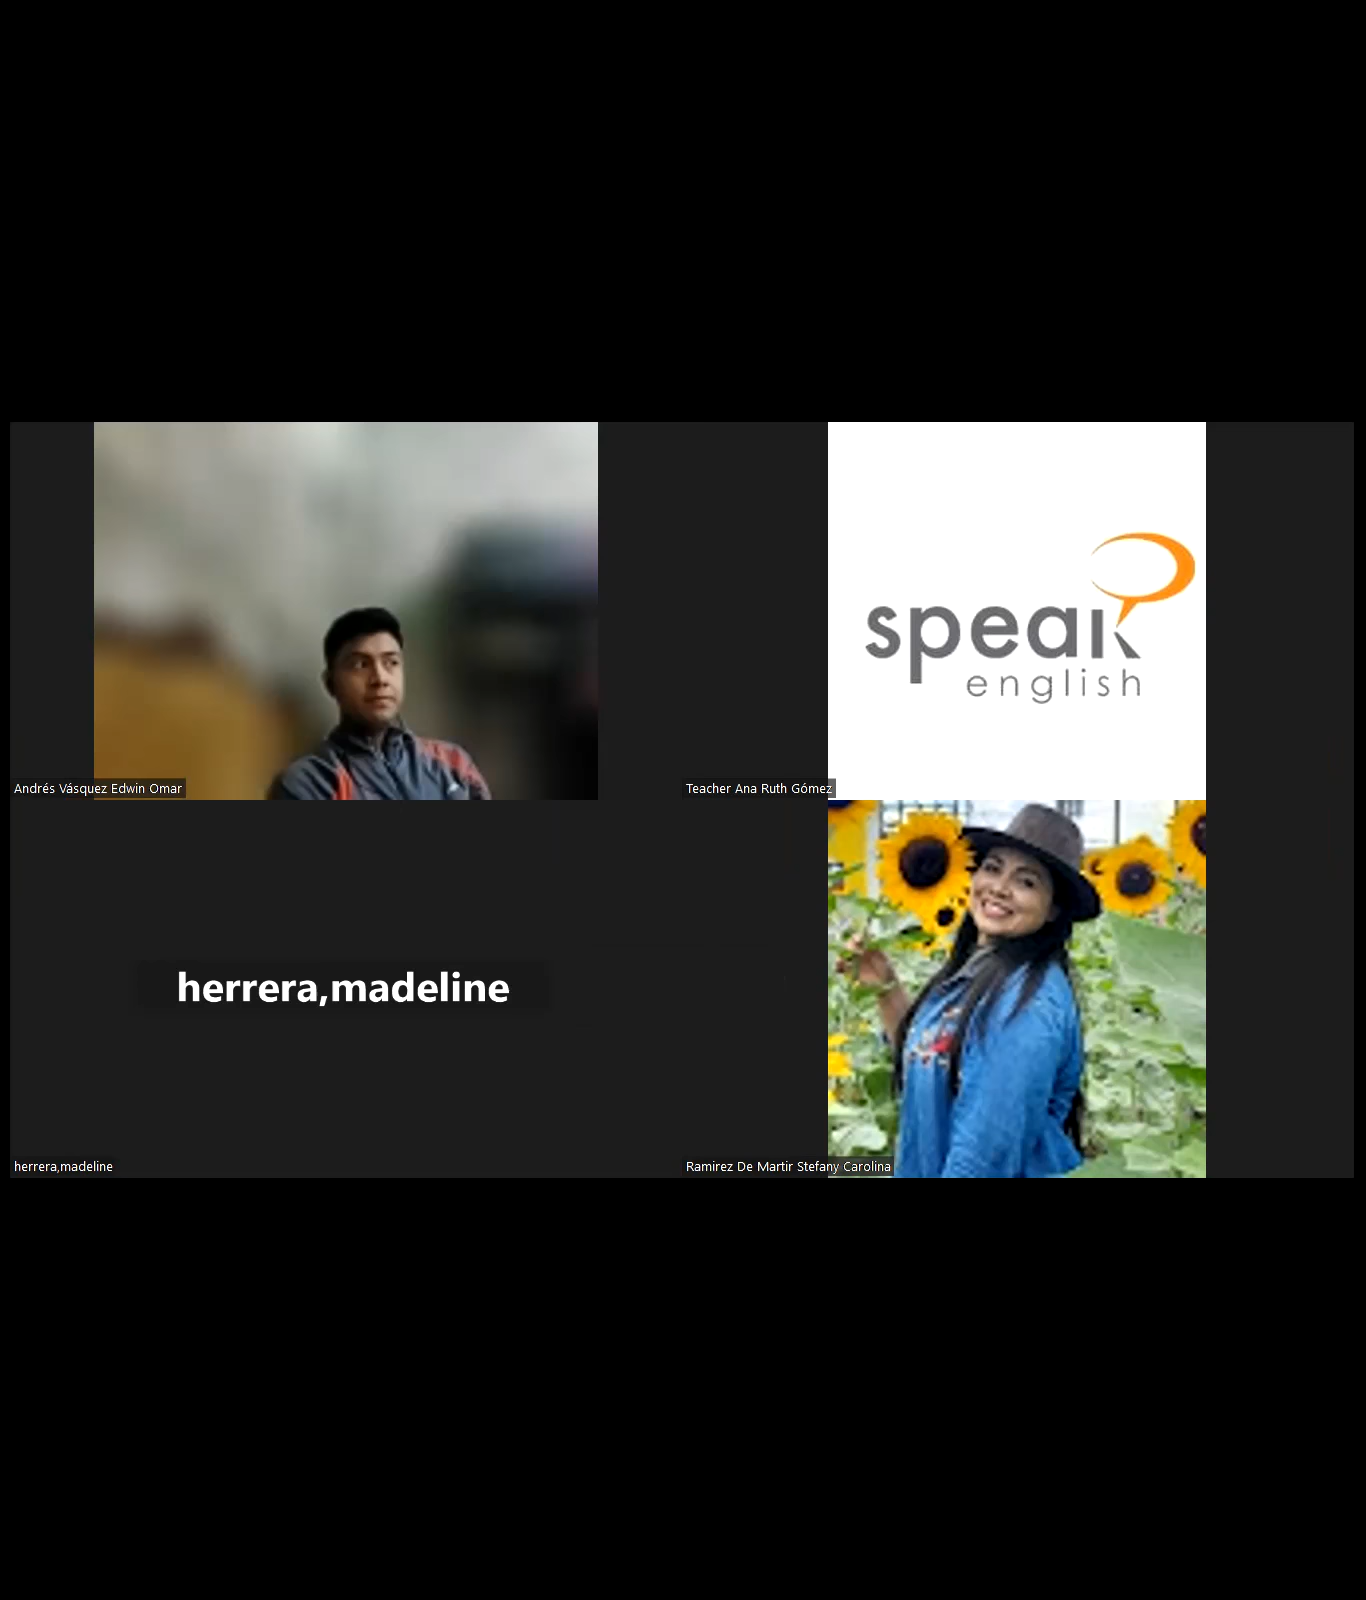 speak
english
Andrés Vásquez Edwin Omar
Teacher Ana Ruth Gómez
herrera,madeline
herrera,madeline
Ramirez De Martir Stefany Carolina